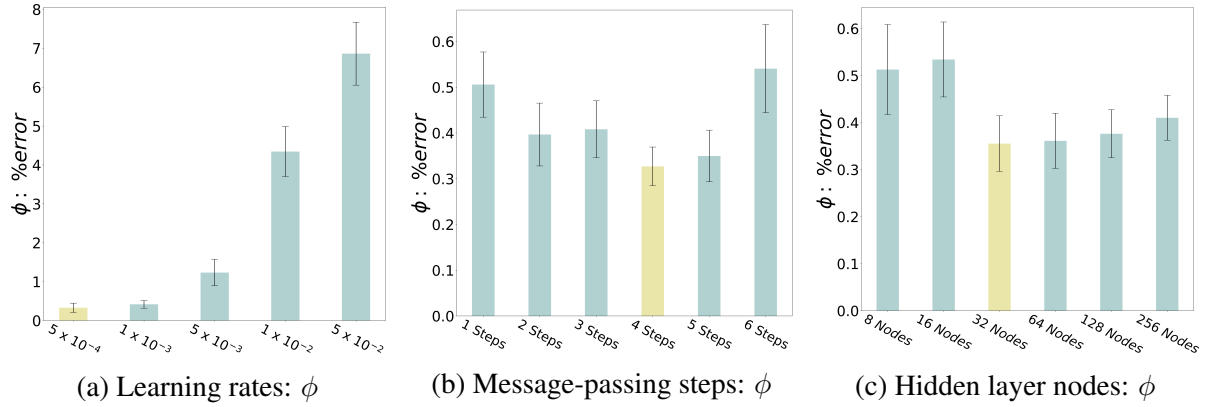 8
7
6
5
4
3
2
1
0
ϕ : %error
5 x 10⁻⁴
1 x 10⁻³
5 x 10⁻³
1 x 10⁻²
5 x 10⁻²
(a) Learning rates: ϕ
0.6
0.5
0.4
0.3
0.2
0.1
0.0
ϕ : %error
1 Steps
2 Steps
3 Steps
4 Steps
5 Steps
6 Steps
(b) Message-passing steps: ϕ
0.6
0.5
0.4
0.3
0.2
0.1
0.0
ϕ : %error
8 Nodes
16 Nodes
32 Nodes
64 Nodes
128 Nodes
256 Nodes
(c) Hidden layer nodes: ϕ